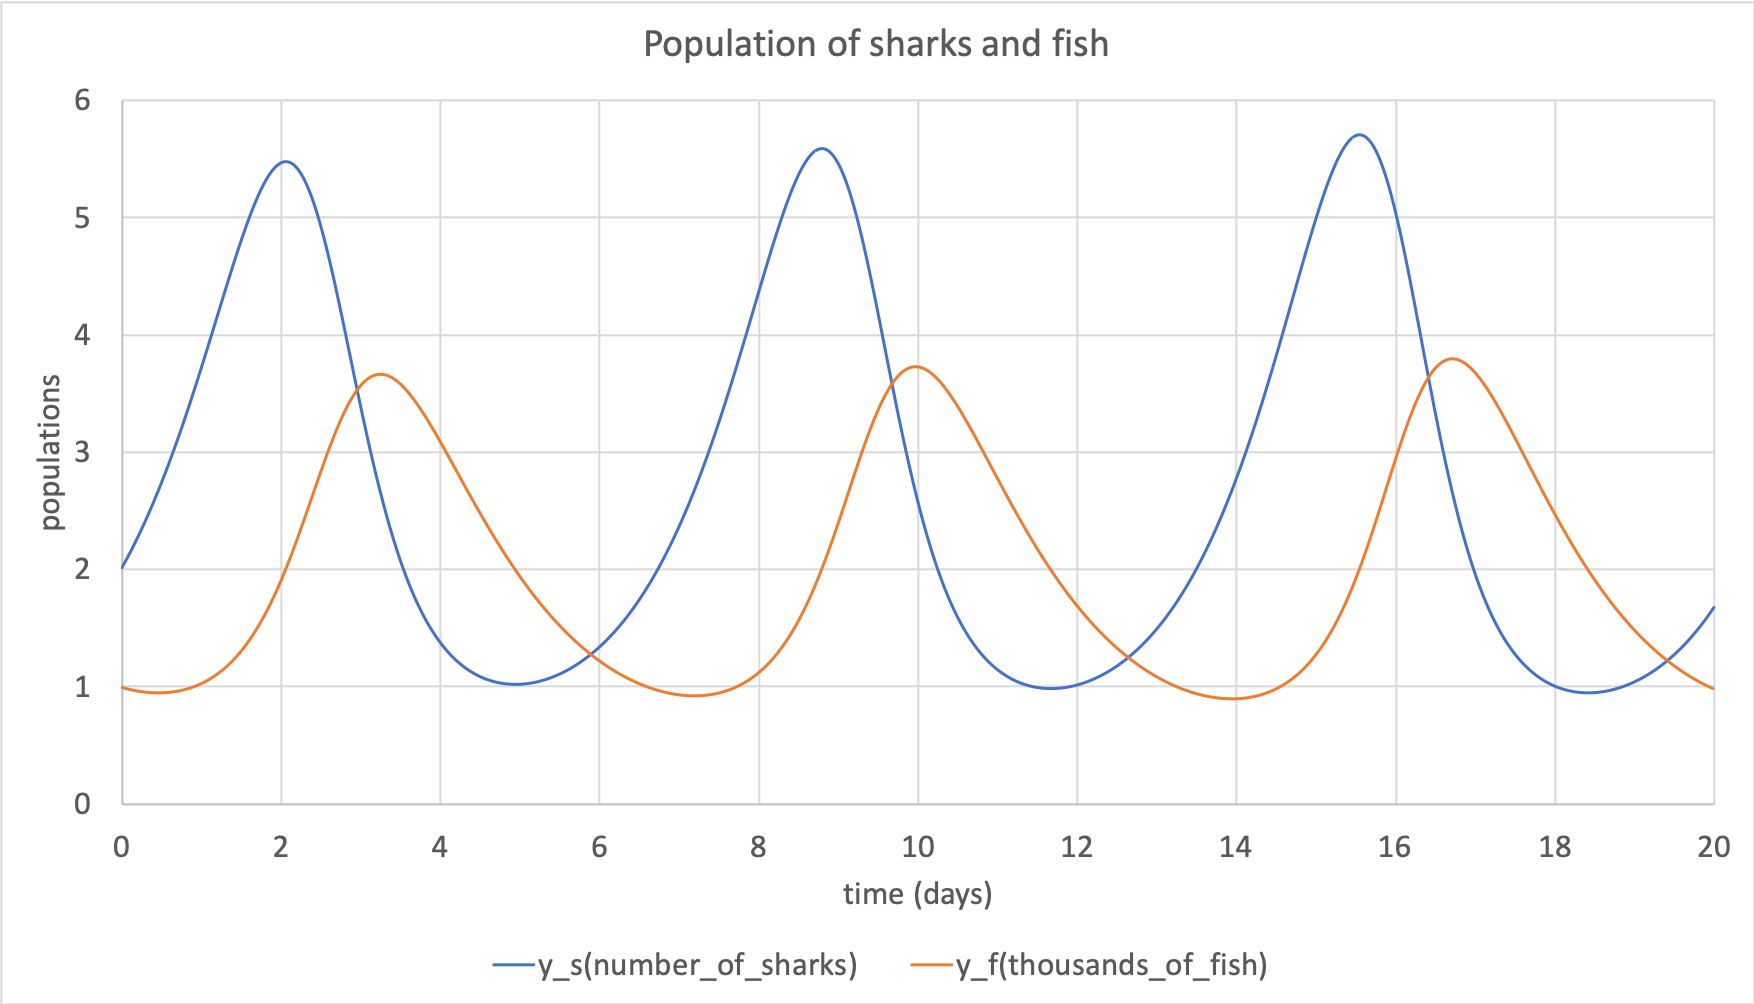 Population of sharks and fish
6
5
4
3
2
1
0
populations
0 2 4 6 8 10 12 14 16 18 20
time (days)
y_s(number_of_sharks) y_f(thousands_of_fish)